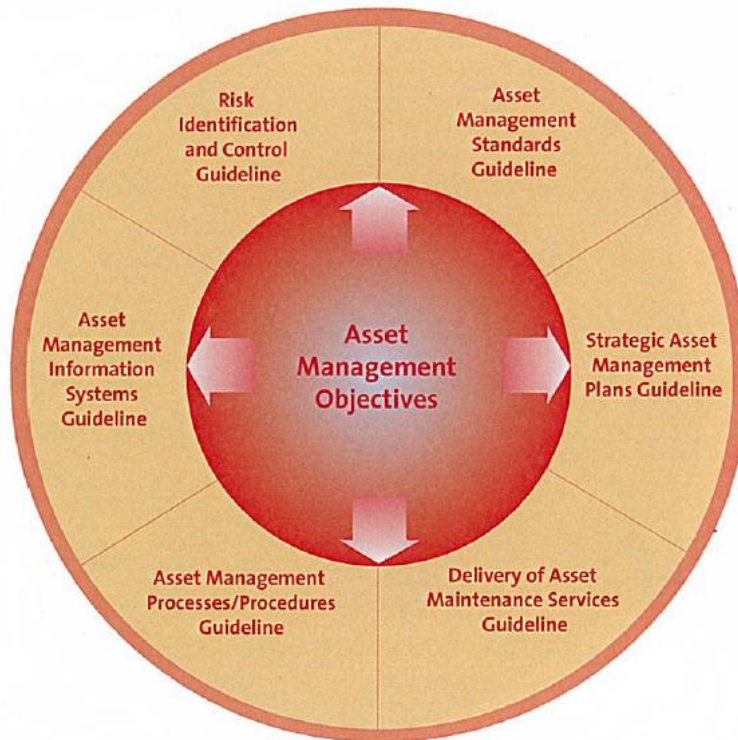 Risk
Identification
and Control
Guideline
Asset
Management
Standards
Guideline
Asset
Management
Information
Systems
Guideline
Asset
Management
Objectives
Strategic Asset
Management
Plans Guideline
Asset Management
Processes/Procedures
Guideline
Delivery of Asset
Maintenance Services
Guideline